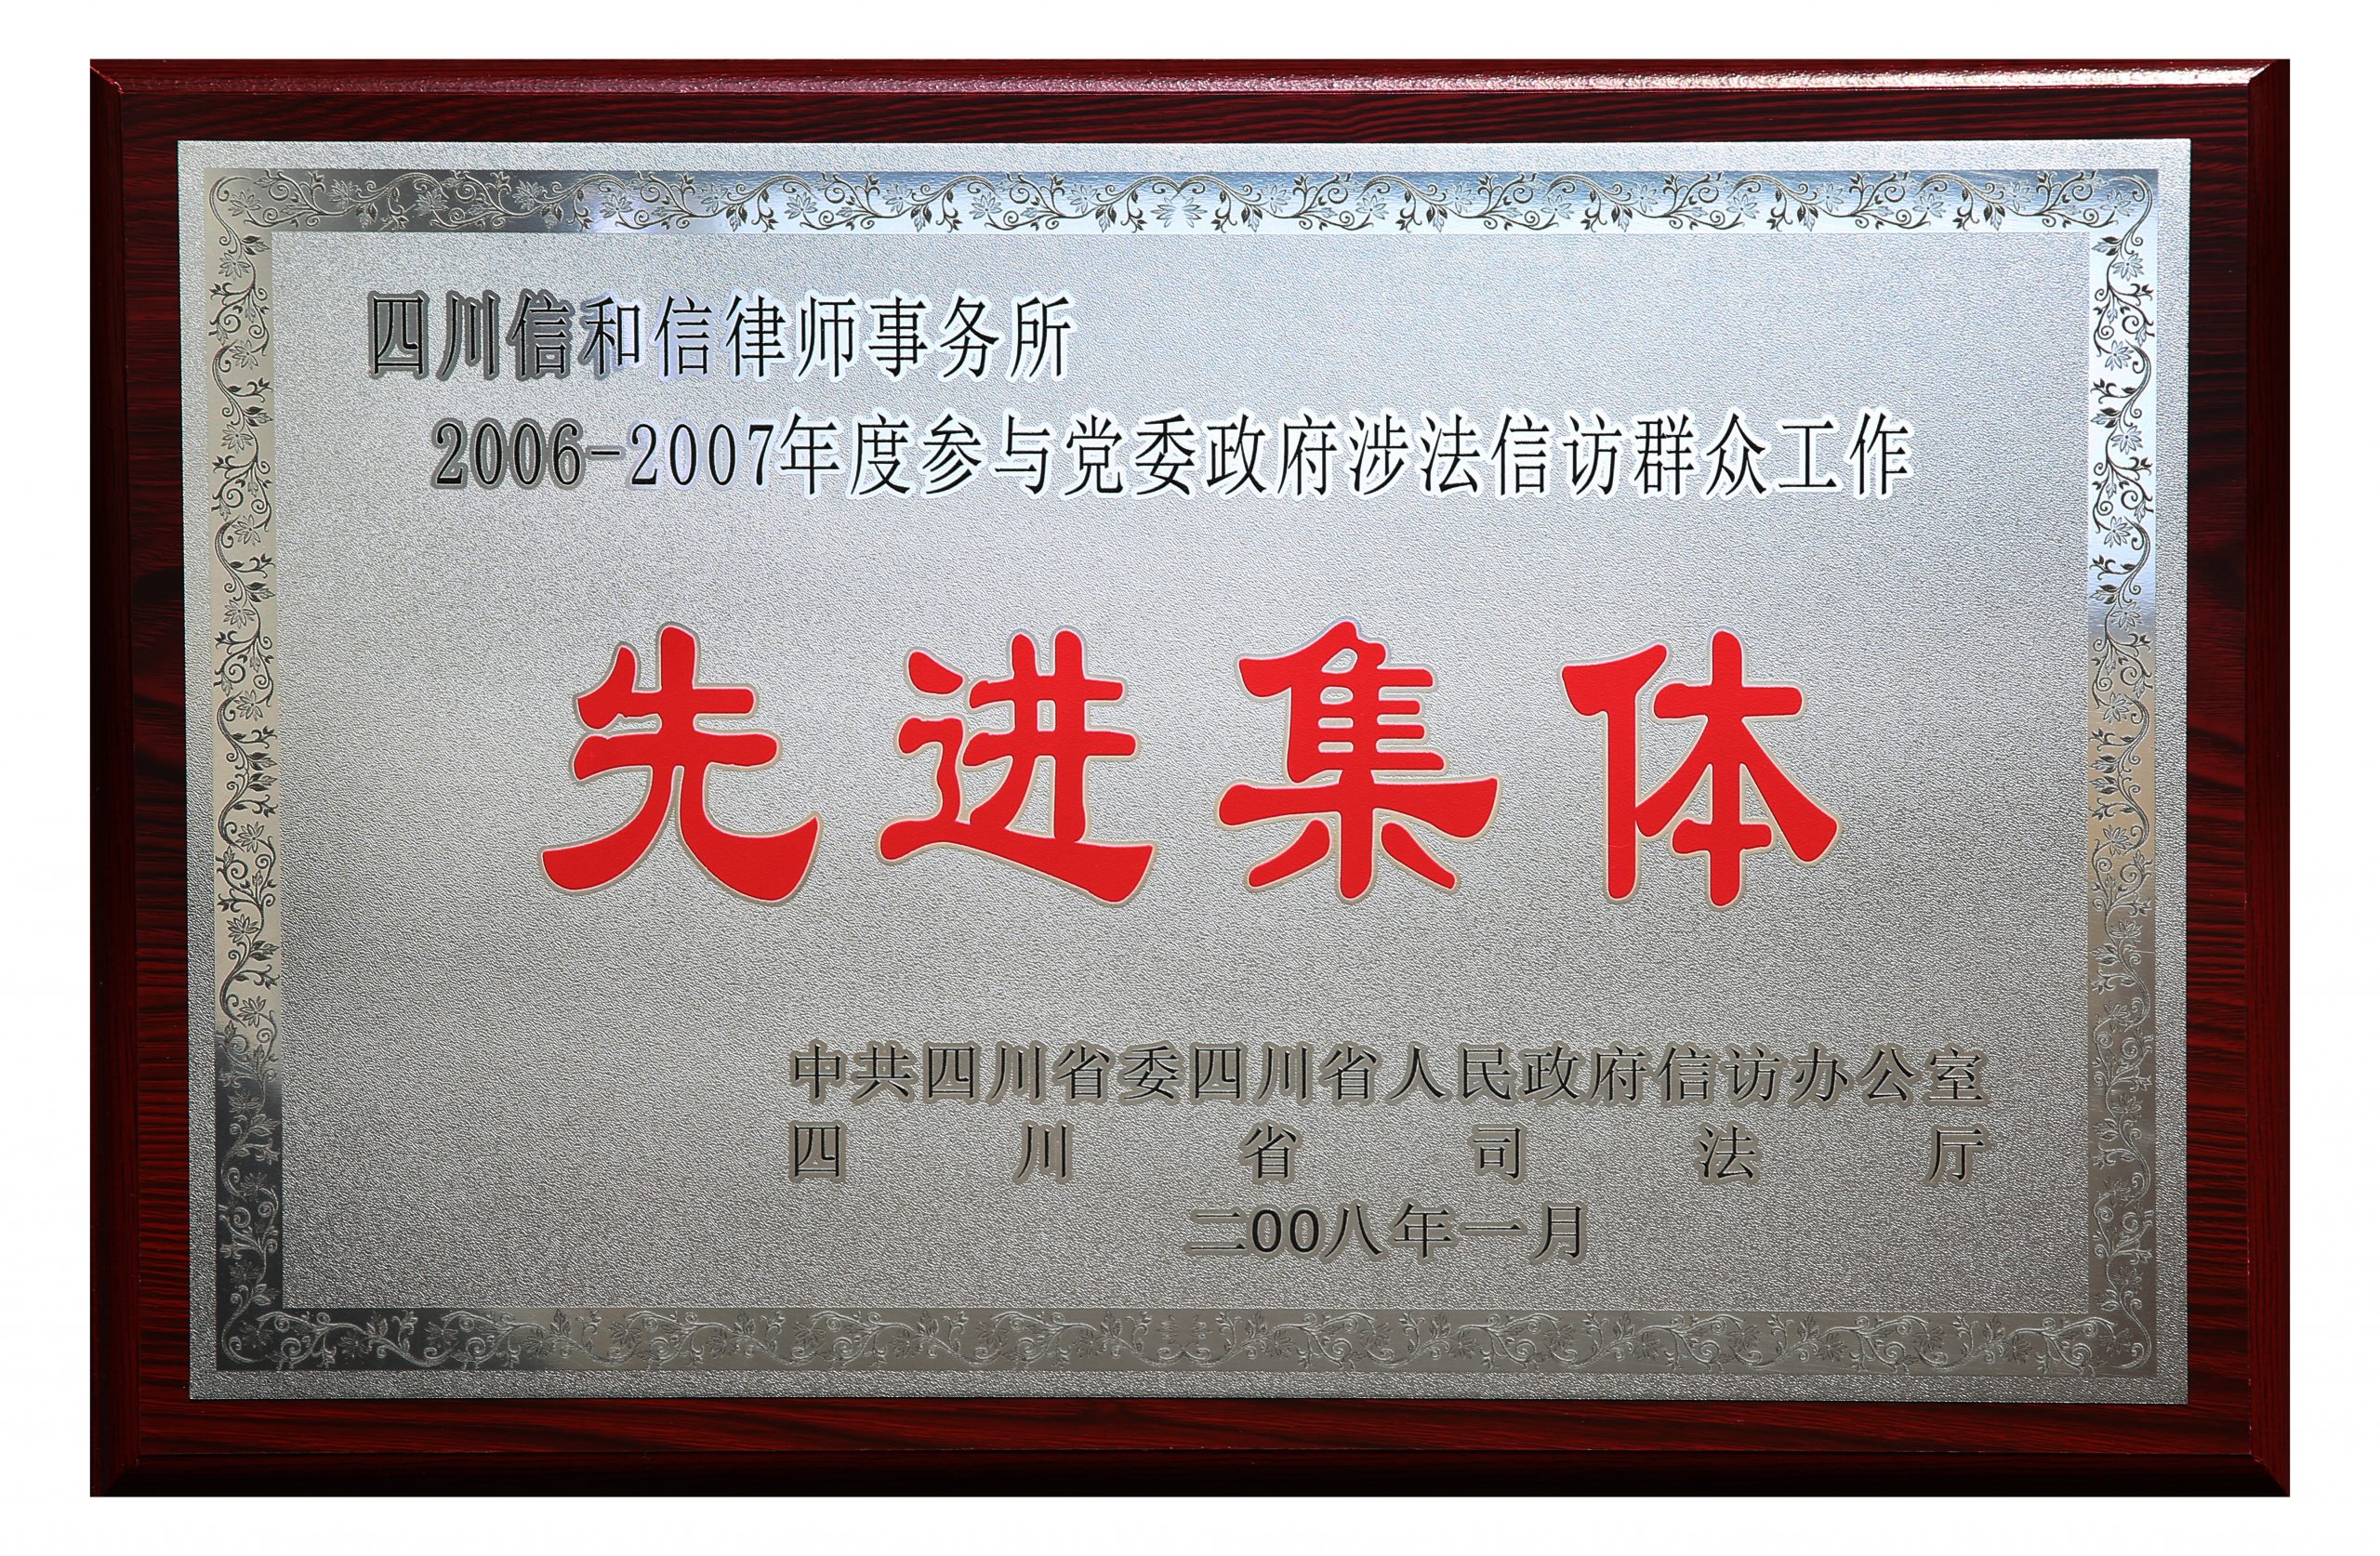 四川信和信律师事务所
2006-2007年度参与党委政府涉法信访群众工作
先进集体
中共四川省委四川省人民政府信访办公室
四川省司法厅
二00八年一月